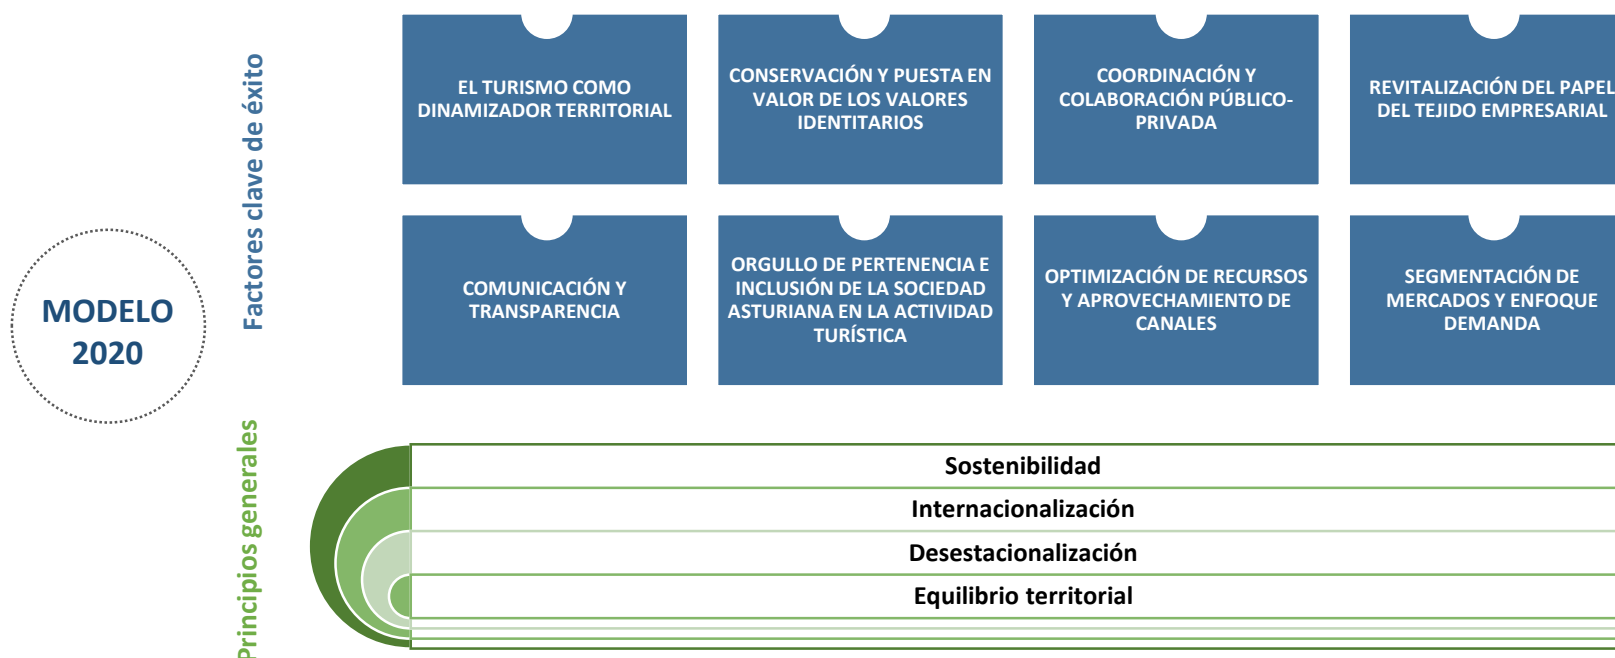 MODELO
2020
Factores clave de éxito
EL TURISMO COMO
DINAMIZADOR TERRITORIAL
CONSERVACIÓN Y PUESTA EN
VALOR DE LOS VALORES
IDENTITARIOS
COORDINACIÓN Y
COLABORACIÓN PÚBLICO-
PRIVADA
REVITALIZACIÓN DEL PAPEL
DEL TEJIDO EMPRESARIAL
COMUNICACIÓN Y
TRANSPARENCIA
ORGULLO DE PERTENENCIA E
INCLUSIÓN DE LA SOCIEDAD
ASTURIANA EN LA ACTIVIDAD
TURÍSTICA
OPTIMIZACIÓN DE RECURSOS
Y APROVECHAMIENTO DE
CANALES
SEGMENTACIÓN DE
MERCADOS Y ENFOQUE
DEMANDA
Principios generales
Sostenibilidad
Internacionalización
Desestacionalización
Equilibrio territorial